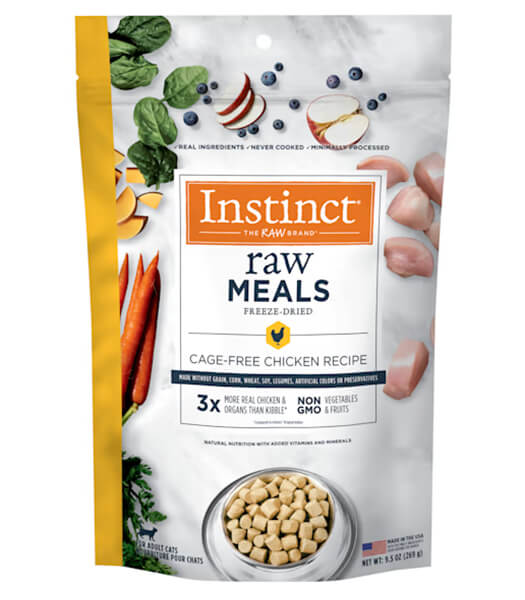 ✓REAL INGREDIENTS ✓NEVER COOKED ✓MINIMALLY PROCESSED
Instinct®
THE RAW BRAND™
raw
MEALS
FREEZE-DRIED
CAGE-FREE CHICKEN RECIPE
MADE WITHOUT GRAIN, CORN, WHEAT, SOY, LEGUMES, ARTIFICIAL COLORS OR PRESERVATIVES
3x MORE REAL CHICKEN & ORGANS THAN KIBBLE*
NON GMO VEGETABLES & FRUITS
NATURAL NUTRITION WITH ADDED VITAMINS AND MINERALS
FOR ADULT CATS
POUR CHATS
MADE IN THE USA
NET WT: 9.5 OZ (269 g)